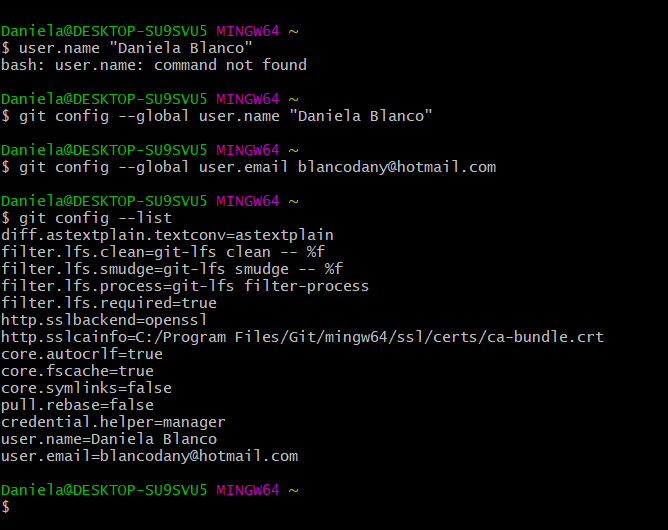 Daniela@DESKTOP-SU9SVU5 MINGW64 ~
$ user.name "Daniela Blanco"
bash: user.name: command not found
Daniela@DESKTOP-SU9SVU5 MINGW64 ~
$ git config --global user.name "Daniela Blanco"
Daniela@DESKTOP-SU9SVU5 MINGW64 ~
$ git config --global user.email blancodany@hotmail.com
Daniela@DESKTOP-SU9SVU5 MINGW64 ~
$ git config --list
diff.astextplain.textconv=astextplain
filter.lfs.clean=git-lfs clean -- %f
filter.lfs.smudge=git-lfs smudge -- %f
filter.lfs.process=git-lfs filter-process
filter.lfs.required=true
http.sslbackend=openssl
http.sslcainfo=C:/Program Files/Git/mingw64/ssl/certs/ca-bundle.crt
core.autocrlf=true
core.fscache=true
core.symlinks=false
pull.rebase=false
credential.helper=manager
user.name=Daniela Blanco
user.email=blancodany@hotmail.com
Daniela@DESKTOP-SU9SVU5 MINGW64 ~
$